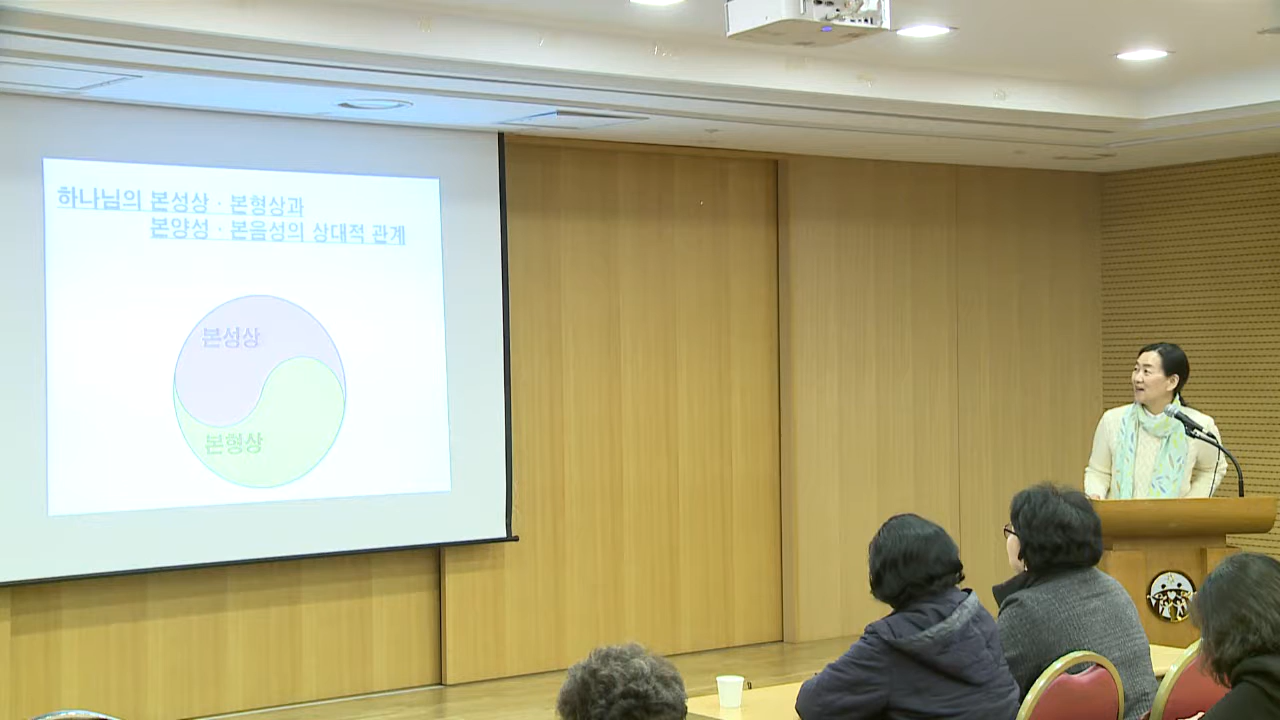 하나님의 본성상 · 본형상과
본양성 · 본음성의 상대적 관계
본성상
본형상